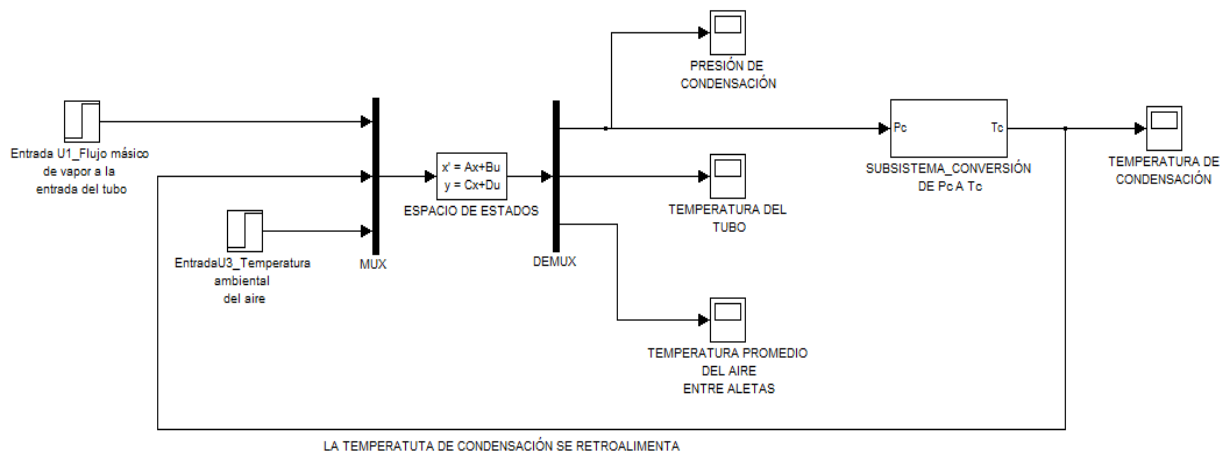 PRESIÓN DE
CONDENSACIÓN
Entrada U1_Flujo másico
de vapor a la
entrada del tubo
EntradaU3_Temperatura
ambiental
del aire
MUX
x' = Ax+Bu
y = Cx+Du
ESPACIO DE ESTADOS
DEMUX
TEMPERATURA DEL
TUBO
TEMPERATURA PROMEDIO
DEL AIRE
ENTRE ALETAS
Pc
Tc
SUBSISTEMA_CONVERSIÓN
DE Pc A Tc
TEMPERATURA DE
CONDENSACIÓN
LA TEMPERATUTA DE CONDENSACIÓN SE RETROALIMENTA